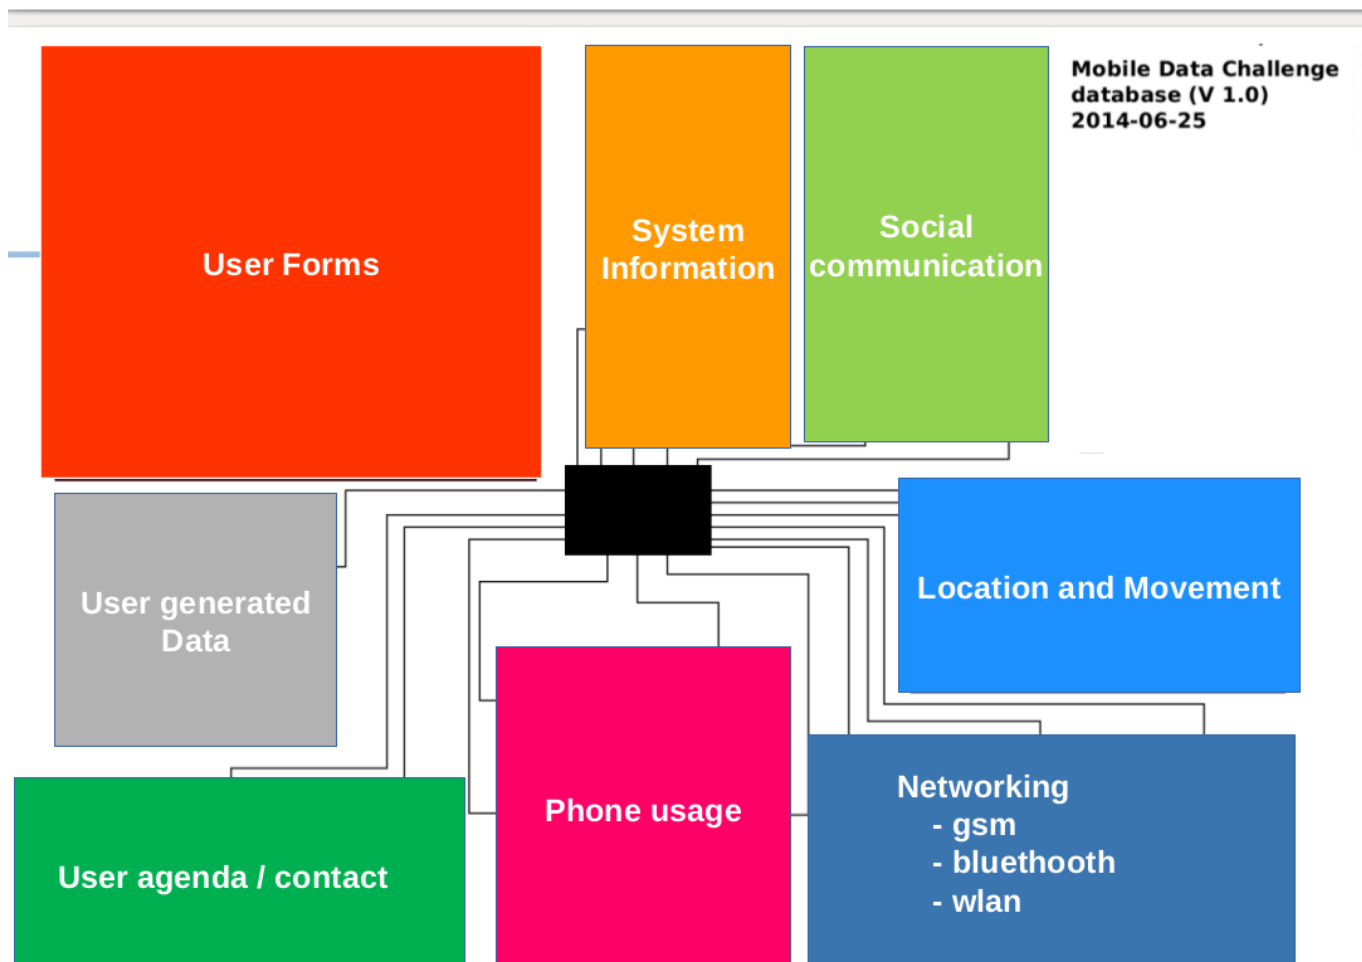 Mobile Data Challenge
database (V 1.0)
2014-06-25
User Forms
System
Information
Social
communication
User generated
Data
Location and Movement
User agenda / contact
Phone usage
Networking
- gsm
- bluethooth
- wlan